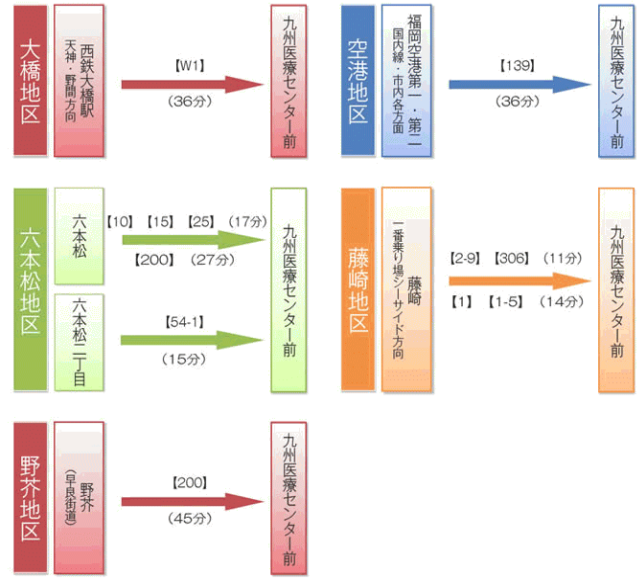 大橋地区
西鉄大橋駅
天神・野間方向
【W1】
(36分)
九州医療センター前
空港地区
福岡空港第一・第二
国内線・市内各方面
【139】
(36分)
九州医療センター前
六本松地区
六本松
【10】【15】【25】(17分)
【200】(27分)
九州医療センター前
六本松二丁目
【54-1】
(15分)
藤崎地区
藤崎
一番乗り場シーサイド方向
【2-9】【306】(11分)
【1】【1-5】(14分)
九州医療センター前
野芥地区
野芥
(早良街道)
【200】
(45分)
九州医療センター前